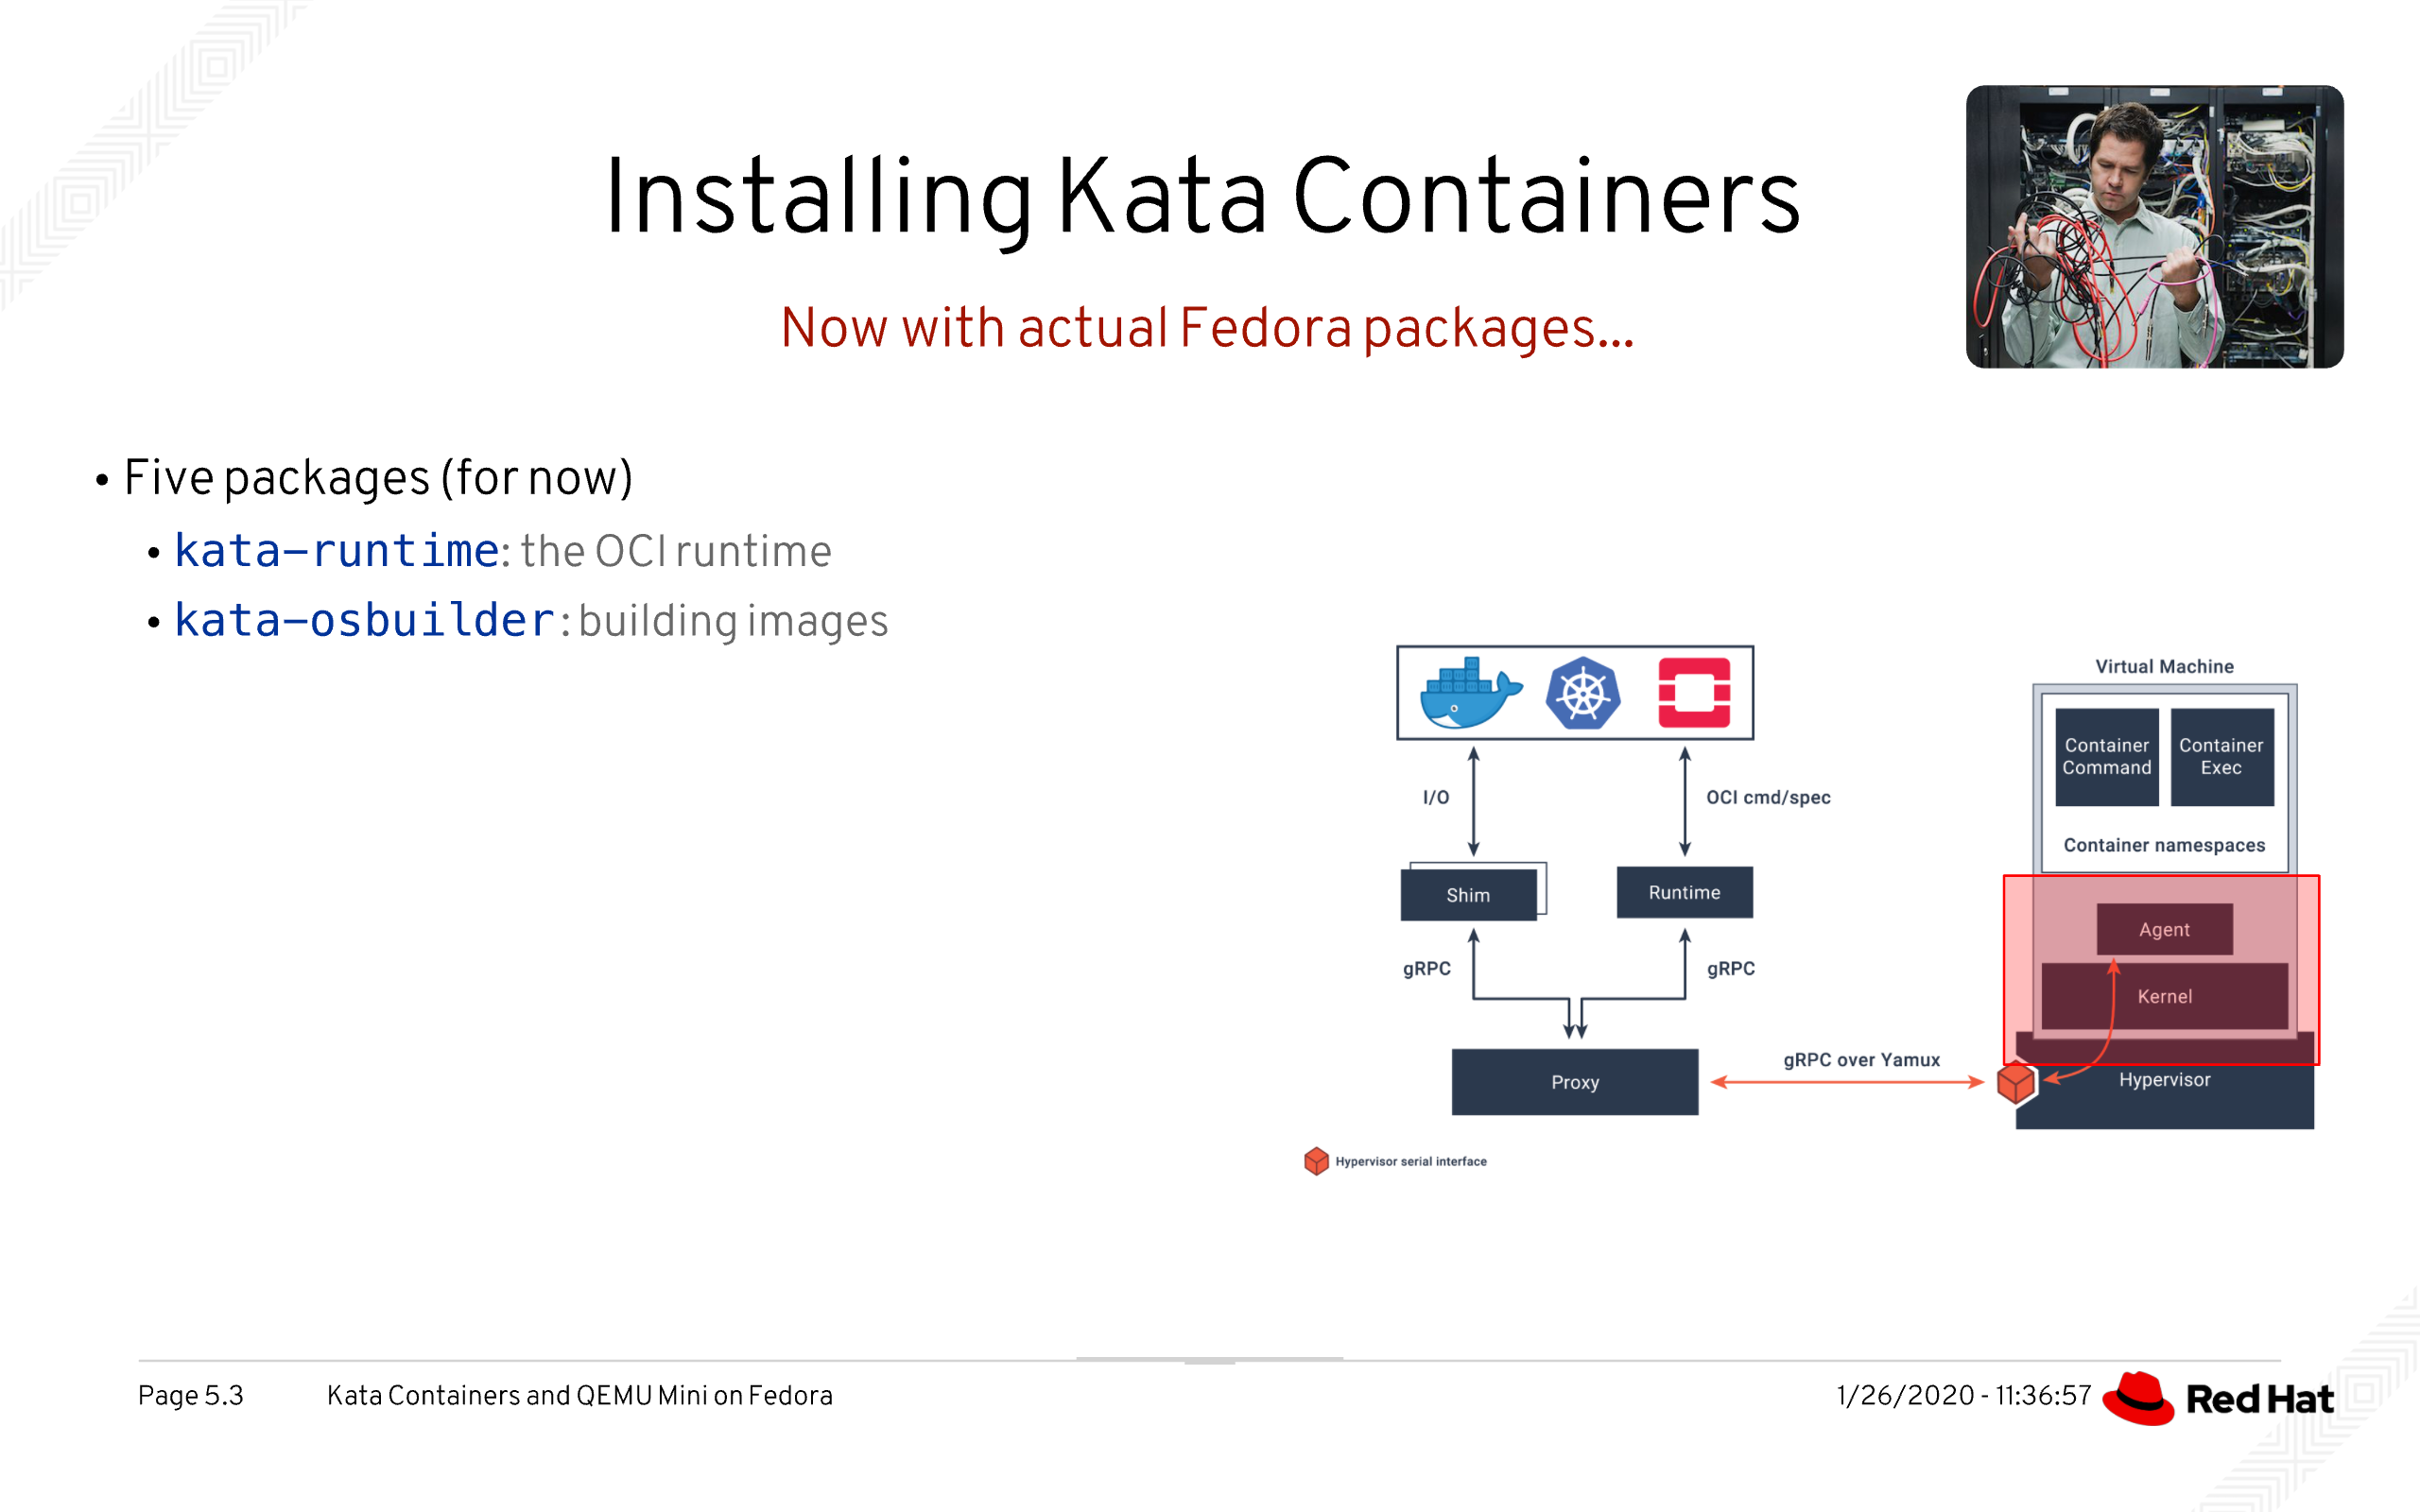 Installing Kata Containers
Now with actual Fedora packages...
• Five packages (for now)
• kata-runtime: the OCI runtime
• kata-osbuilder: building images
Virtual Machine
Container Command
Container Exec
I/O
OCI cmd/spec
Container namespaces
Shim
Runtime
Agent
gRPC
gRPC
Kernel
gRPC over Yamux
Proxy
Hypervisor
Hypervisor serial interface
Page 5.3
Kata Containers and QEMU Mini on Fedora
1/26/2020 - 11:36:57
Red Hat